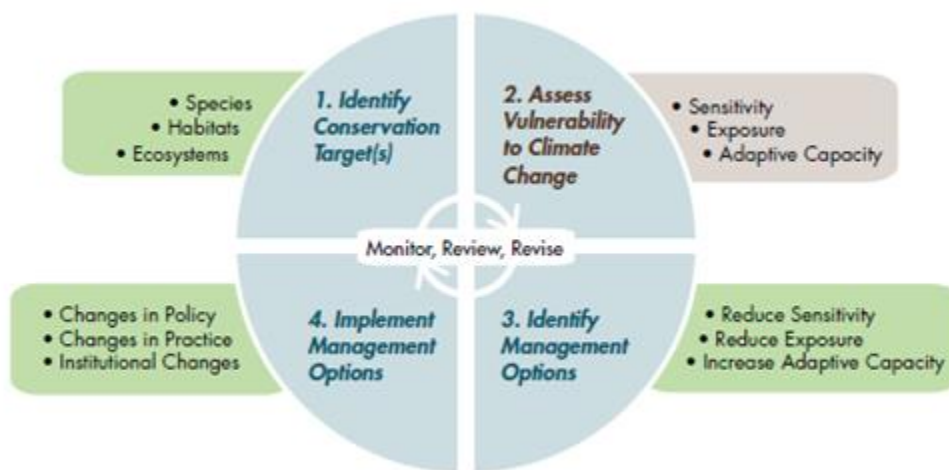 • Species
• Habitats
• Ecosystems
1. Identify
Conservation
Target(s)
2. Assess
Vulnerability
to Climate
Change
• Sensitivity
• Exposure
• Adaptive Capacity
Monitor, Review, Revise
• Changes in Policy
• Changes in Practice
• Institutional Changes
4. Implement
Management
Options
3. Identify
Management
Options
• Reduce Sensitivity
• Reduce Exposure
• Increase Adaptive Capacity